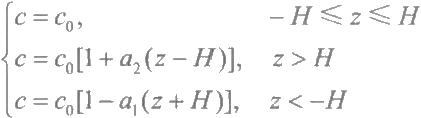 c = c₀, − H ⩽ z ⩽ H
c = c₀[1 + a₂(z − H)], z > H
c = c₀[1 − a₁(z + H)], z < −H